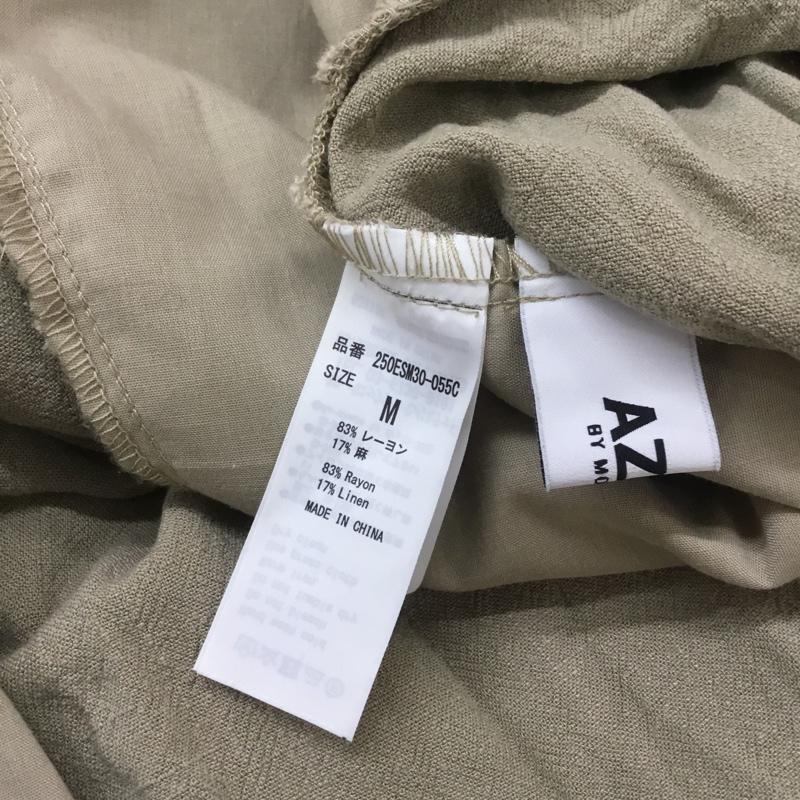 品番 250ESM30-055C
SIZE
M
83% レーヨン
17% 麻
83% Rayon
17% Linen
MADE IN CHINA
AZ
BY MO